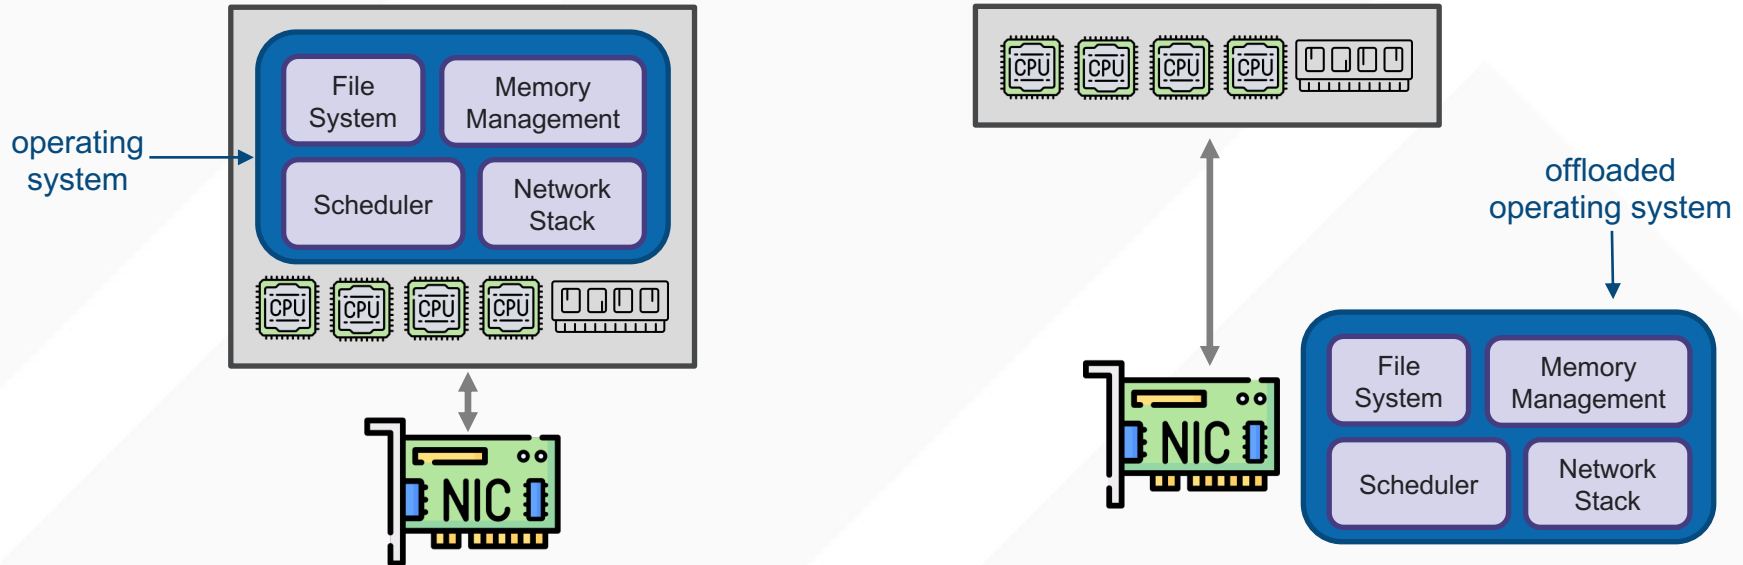 operating
system
File
System
Memory
Management
Scheduler
Network
Stack
CPU
CPU
CPU
CPU
NIC
CPU
CPU
CPU
CPU
offloaded
operating system
NIC
File
System
Memory
Management
Scheduler
Network
Stack